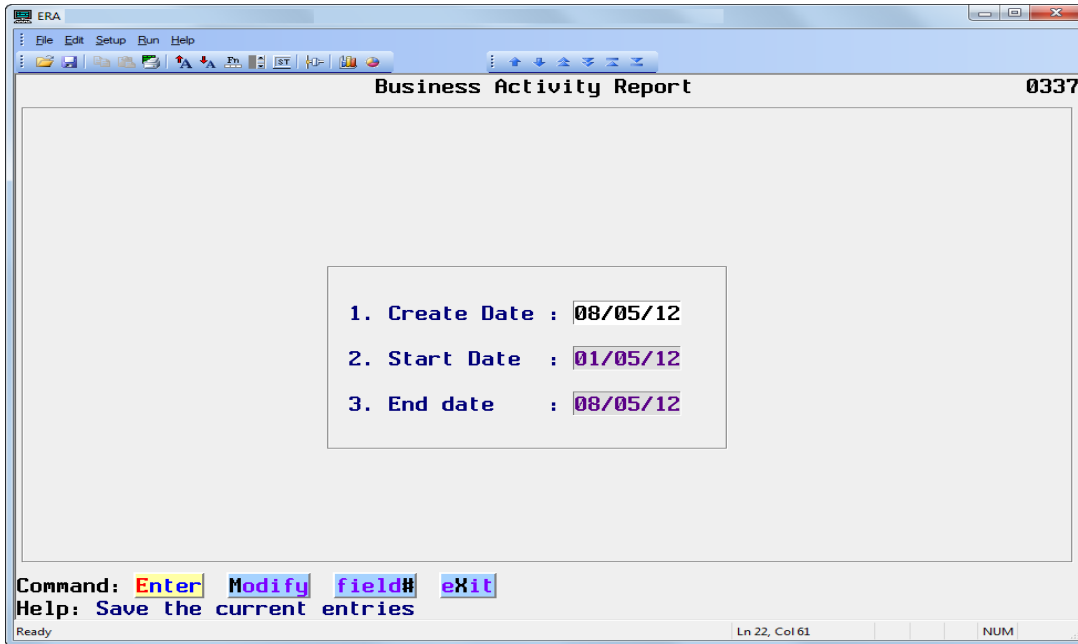 ERA
File Edit Setup Run Help
Fn ST
Business Activity Report 0337
1. Create Date : 08/05/12
2. Start Date : 01/05/12
3. End date : 08/05/12
Command: Enter Modify field# eXit
Help: Save the current entries
Ready Ln 22, Col 61 NUM